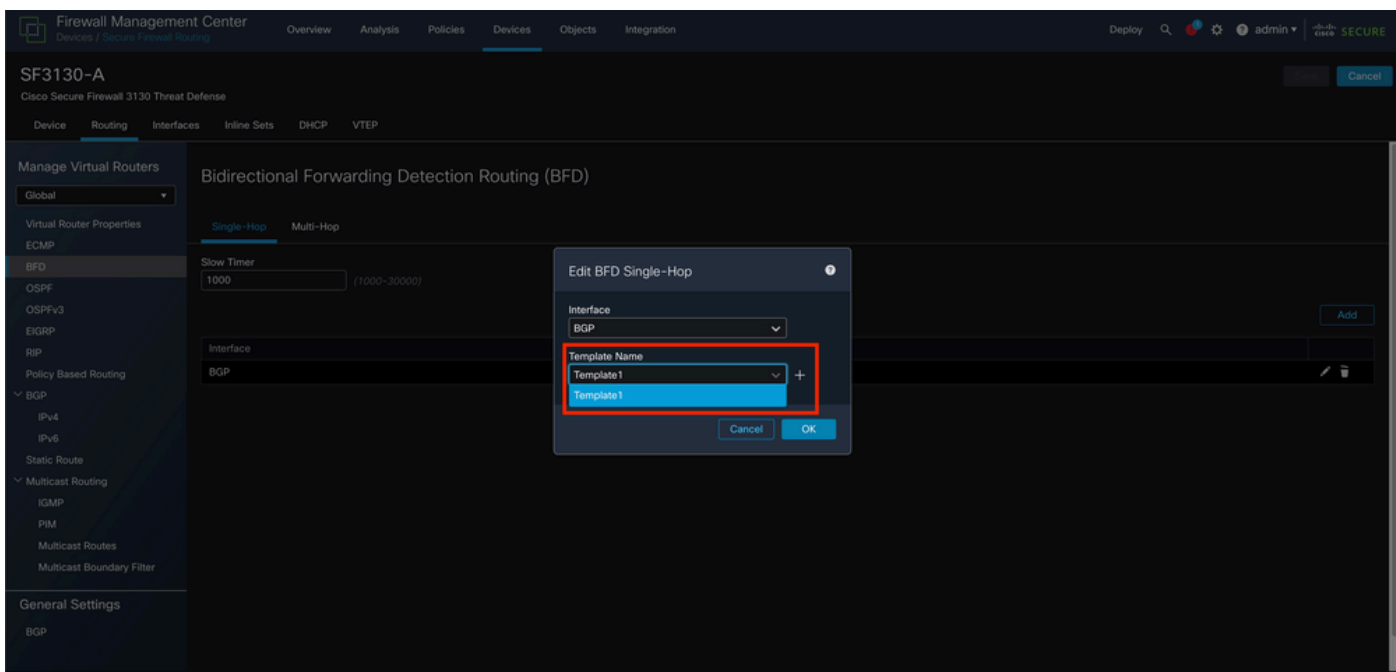 Firewall Management Center
Devices / Secure Firewall Routing
Overview Analysis Policies Devices Objects Integration
Deploy admin SECURE
cisco
SF3130-A
Cisco Secure Firewall 3130 Threat Defense
Cancel
Device Routing Interfaces Inline Sets DHCP VTEP
Manage Virtual Routers
Global
Virtual Router Properties
ECMP
BFD
OSPF
OSPFv3
EIGRP
RIP
Policy Based Routing
BGP
IPv4
IPv6
Static Route
Multicast Routing
IGMP
PIM
Multicast Routes
Multicast Boundary Filter
General Settings
BGP
Bidirectional Forwarding Detection Routing (BFD)
Single-Hop Multi-Hop
Slow Timer
1000 (1000-30000)
Add
Interface
BGP
Edit BFD Single-Hop
Interface
BGP
Template Name
Template1
Template1
Cancel OK